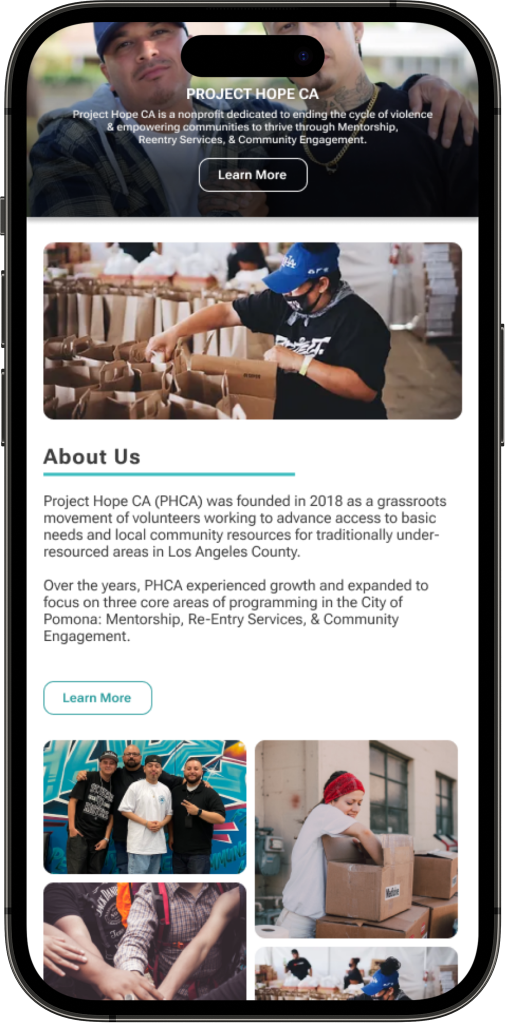 PROJECT HOPE CA
Project Hope CA is a nonprofit dedicated to ending the cycle of violence
& empowering communities to thrive through Mentorship,
Reentry Services, & Community Engagement.
Learn More
About Us
Project Hope CA (PHCA) was founded in 2018 as a grassroots
movement of volunteers working to advance access to basic
needs and local community resources for traditionally under-
resourced areas in Los Angeles County.
Over the years, PHCA experienced growth and expanded to
focus on three core areas of programming in the City of
Pomona: Mentorship, Re-Entry Services, & Community
Engagement.
Learn More